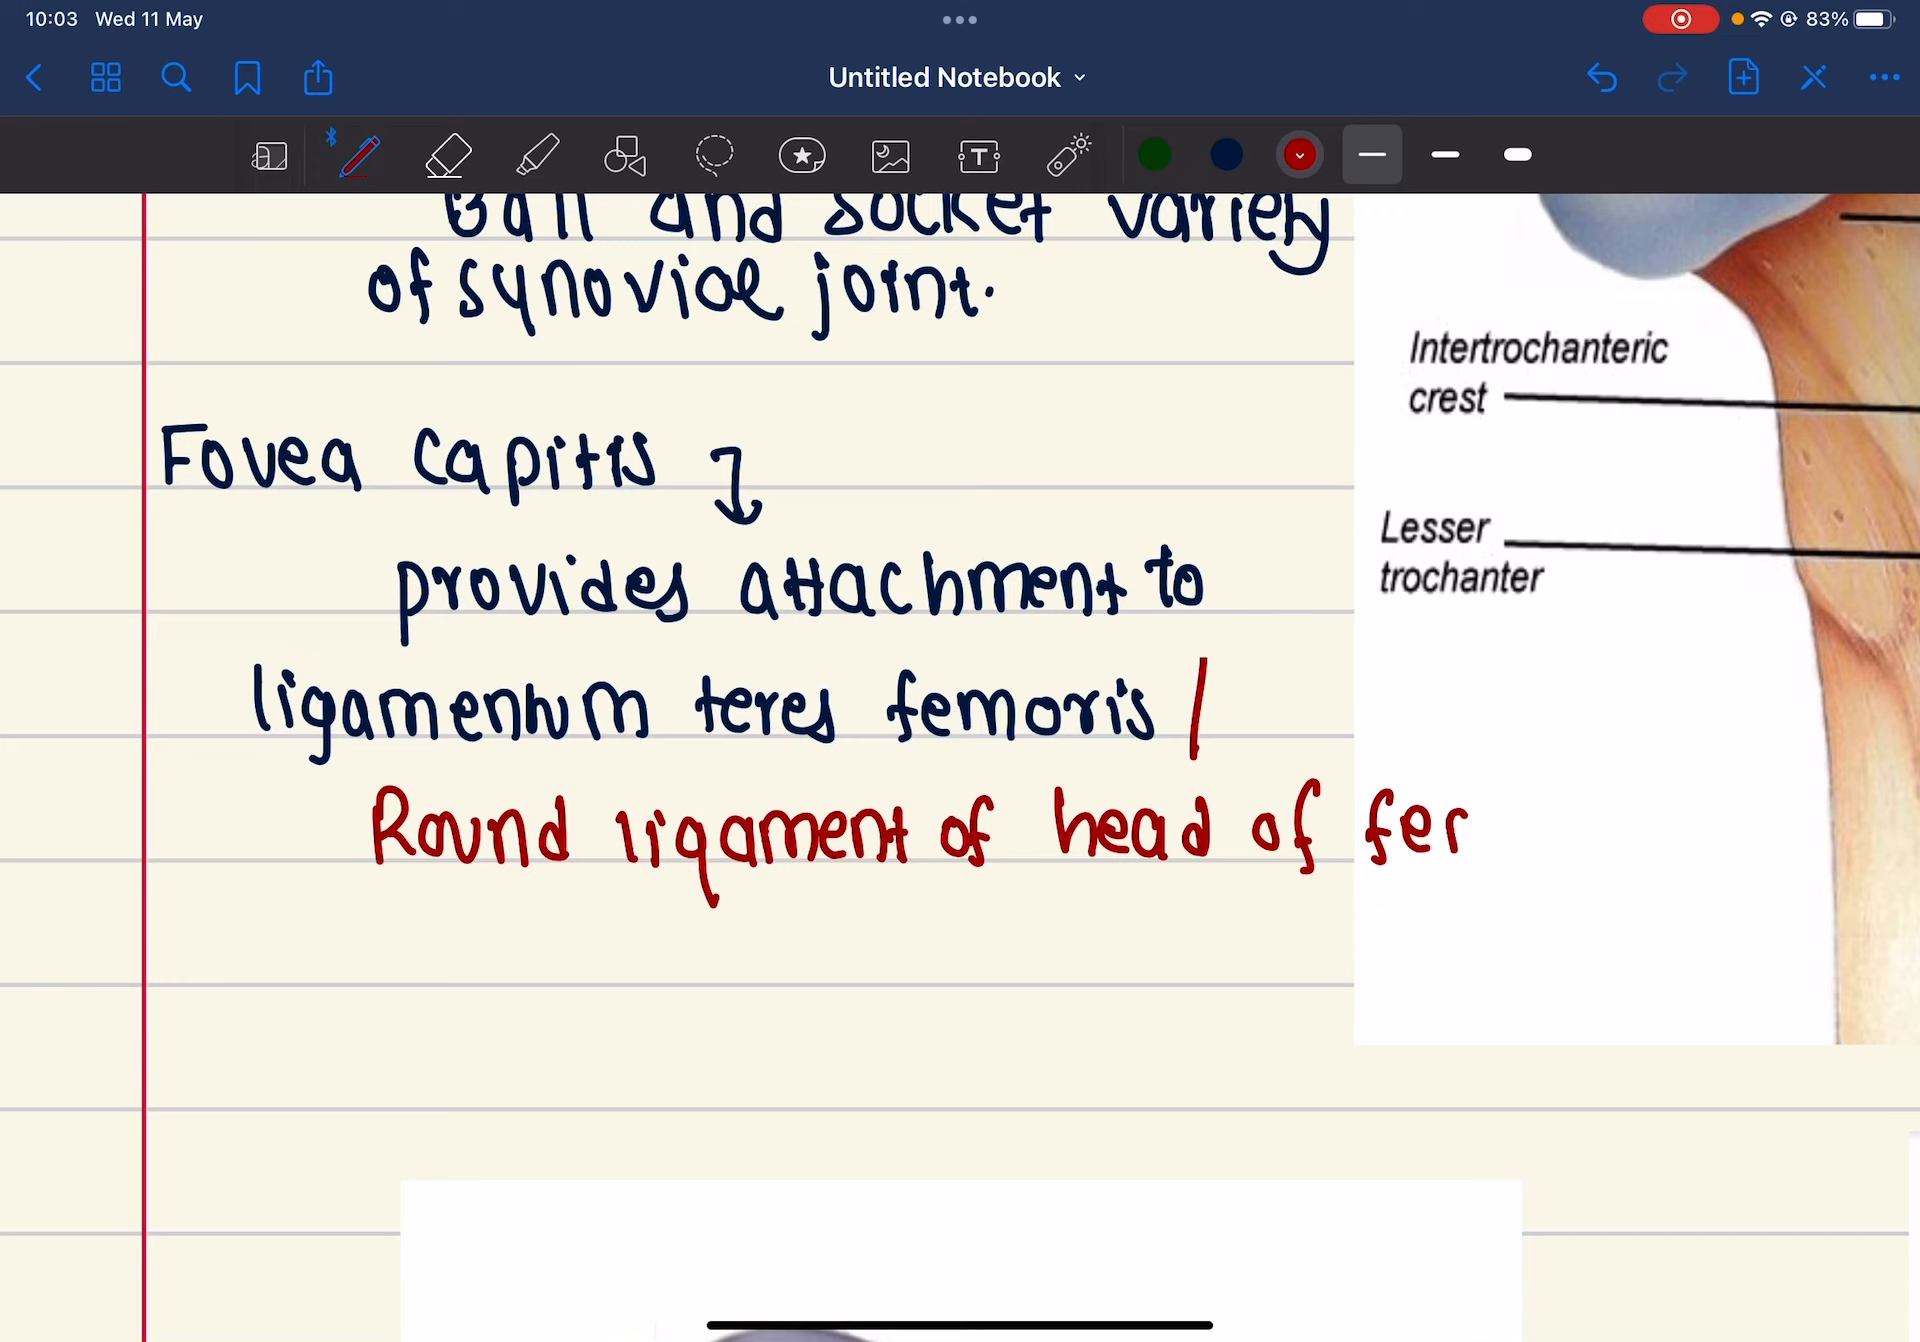 10:03 Wed 11 May
83%
Untitled Notebook
Ball and socket variety
of synovial joint.
Fovea capitis
provides attachment to
ligamentum teres femoris /
Round ligament of head of fer
Intertrochanteric
crest
Lesser
trochanter